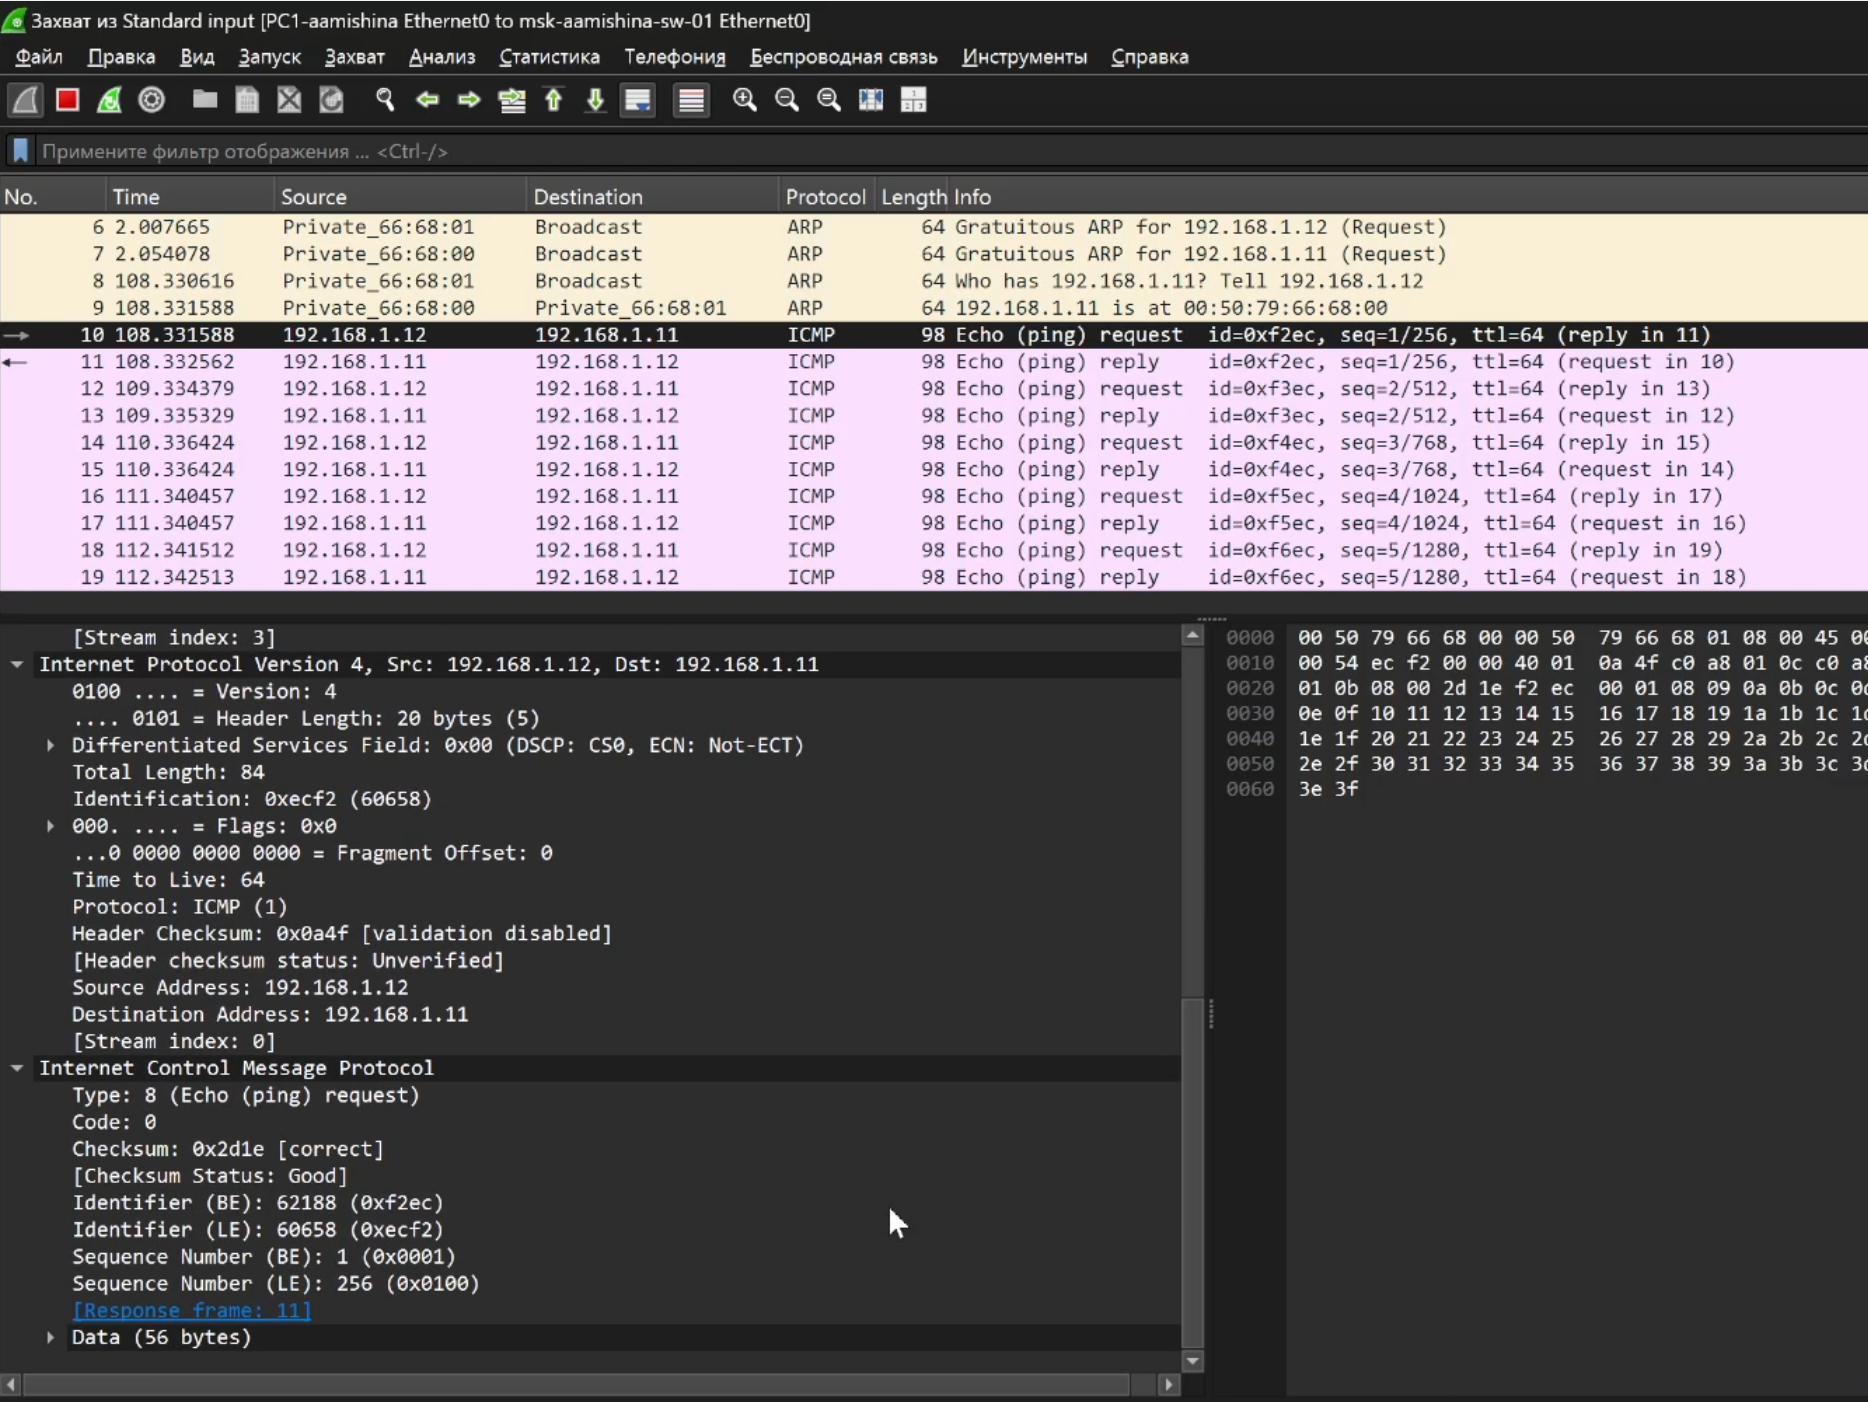 Захват из Standard input [PC1-aamishina Ethernet0 to msk-aamishina-sw-01 Ethernet0]
Файл Правка Вид Запуск Захват Анализ Статистика Телефония Беспроводная связь Инструменты Справка
Примените фильтр отображения ... <Ctrl-/>
No. Time Source Destination Protocol Length Info
6 2.007665 Private_66:68:01 Broadcast ARP 64 Gratuitous ARP for 192.168.1.12 (Request)
7 2.054078 Private_66:68:00 Broadcast ARP 64 Gratuitous ARP for 192.168.1.11 (Request)
8 108.330616 Private_66:68:01 Broadcast ARP 64 Who has 192.168.1.11? Tell 192.168.1.12
9 108.331588 Private_66:68:00 Private_66:68:01 ARP 64 192.168.1.11 is at 00:50:79:66:68:00
10 108.331588 192.168.1.12 192.168.1.11 ICMP 98 Echo (ping) request id=0xf2ec, seq=1/256, ttl=64 (reply in 11)
11 108.332562 192.168.1.11 192.168.1.12 ICMP 98 Echo (ping) reply id=0xf2ec, seq=1/256, ttl=64 (request in 10)
12 109.334379 192.168.1.12 192.168.1.11 ICMP 98 Echo (ping) request id=0xf3ec, seq=2/512, ttl=64 (reply in 13)
13 109.335329 192.168.1.11 192.168.1.12 ICMP 98 Echo (ping) reply id=0xf3ec, seq=2/512, ttl=64 (request in 12)
14 110.336424 192.168.1.12 192.168.1.11 ICMP 98 Echo (ping) request id=0xf4ec, seq=3/768, ttl=64 (reply in 15)
15 110.336424 192.168.1.11 192.168.1.12 ICMP 98 Echo (ping) reply id=0xf4ec, seq=3/768, ttl=64 (request in 14)
16 111.340457 192.168.1.12 192.168.1.11 ICMP 98 Echo (ping) request id=0xf5ec, seq=4/1024, ttl=64 (reply in 17)
17 111.340457 192.168.1.11 192.168.1.12 ICMP 98 Echo (ping) reply id=0xf5ec, seq=4/1024, ttl=64 (request in 16)
18 112.341512 192.168.1.12 192.168.1.11 ICMP 98 Echo (ping) request id=0xf6ec, seq=5/1280, ttl=64 (reply in 19)
19 112.342513 192.168.1.11 192.168.1.12 ICMP 98 Echo (ping) reply id=0xf6ec, seq=5/1280, ttl=64 (request in 18)
[Stream index: 3]
Internet Protocol Version 4, Src: 192.168.1.12, Dst: 192.168.1.11
0100 .... = Version: 4
.... 0101 = Header Length: 20 bytes (5)
Differentiated Services Field: 0x00 (DSCP: CS0, ECN: Not-ECT)
Total Length: 84
Identification: 0xecf2 (60658)
000. .... = Flags: 0x0
...0 0000 0000 0000 = Fragment Offset: 0
Time to Live: 64
Protocol: ICMP (1)
Header Checksum: 0x0a4f [validation disabled]
[Header checksum status: Unverified]
Source Address: 192.168.1.12
Destination Address: 192.168.1.11
[Stream index: 0]
Internet Control Message Protocol
Type: 8 (Echo (ping) request)
Code: 0
Checksum: 0x2d1e [correct]
[Checksum Status: Good]
Identifier (BE): 62188 (0xf2ec)
Identifier (LE): 60658 (0xecf2)
Sequence Number (BE): 1 (0x0001)
Sequence Number (LE): 256 (0x0100)
[Response frame: 11]
Data (56 bytes)
0000 00 50 79 66 68 00 00 50 79 66 68 01 08 00 45
0010 00 54 ec f2 00 00 40 01 0a 4f c0 a8 01 0c c0
0020 01 0b 08 00 2d 1e f2 ec 00 01 08 09 0a 0b 0c
0030 0e 0f 10 11 12 13 14 15 16 17 18 19 1a 1b 1c
0040 1e 1f 20 21 22 23 24 25 26 27 28 29 2a 2b 2c
0050 2e 2f 30 31 32 33 34 35 36 37 38 39 3a 3b 3c
0060 3e 3f